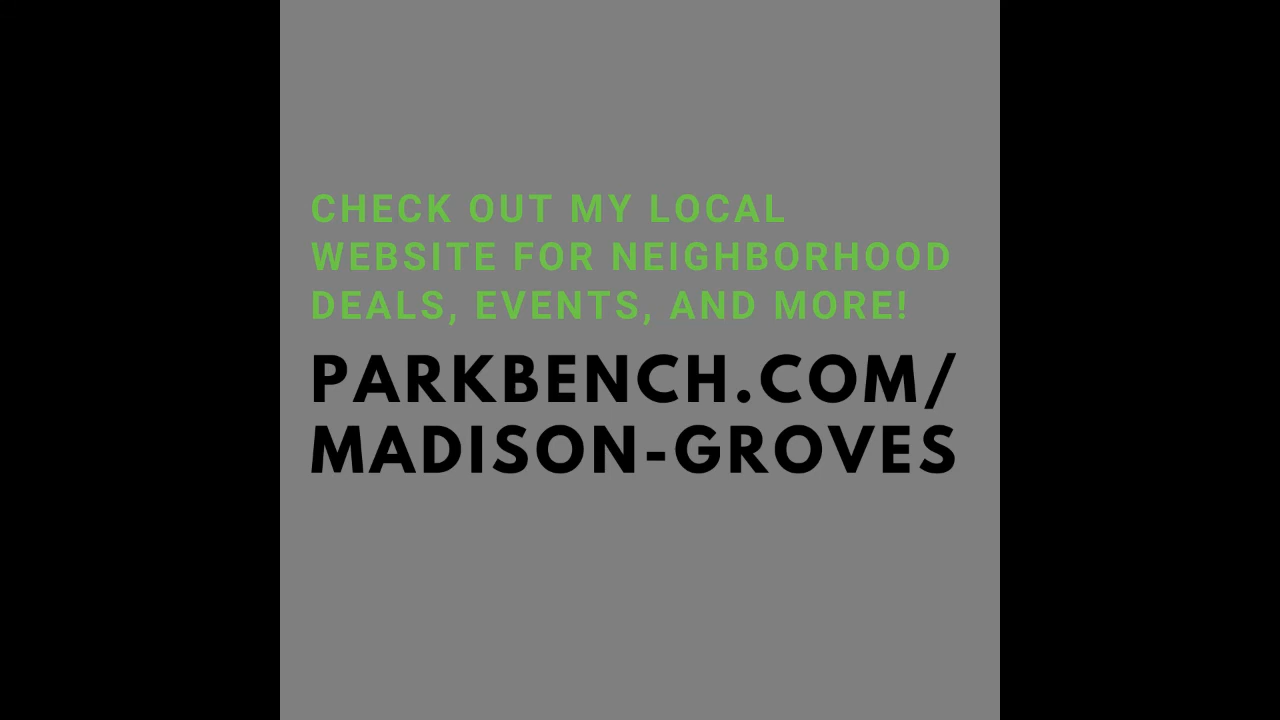 CHECK OUT MY LOCAL
WEBSITE FOR NEIGHBORHOOD
DEALS, EVENTS, AND MORE!
PARKBENCH.COM/
MADISON-GROVES